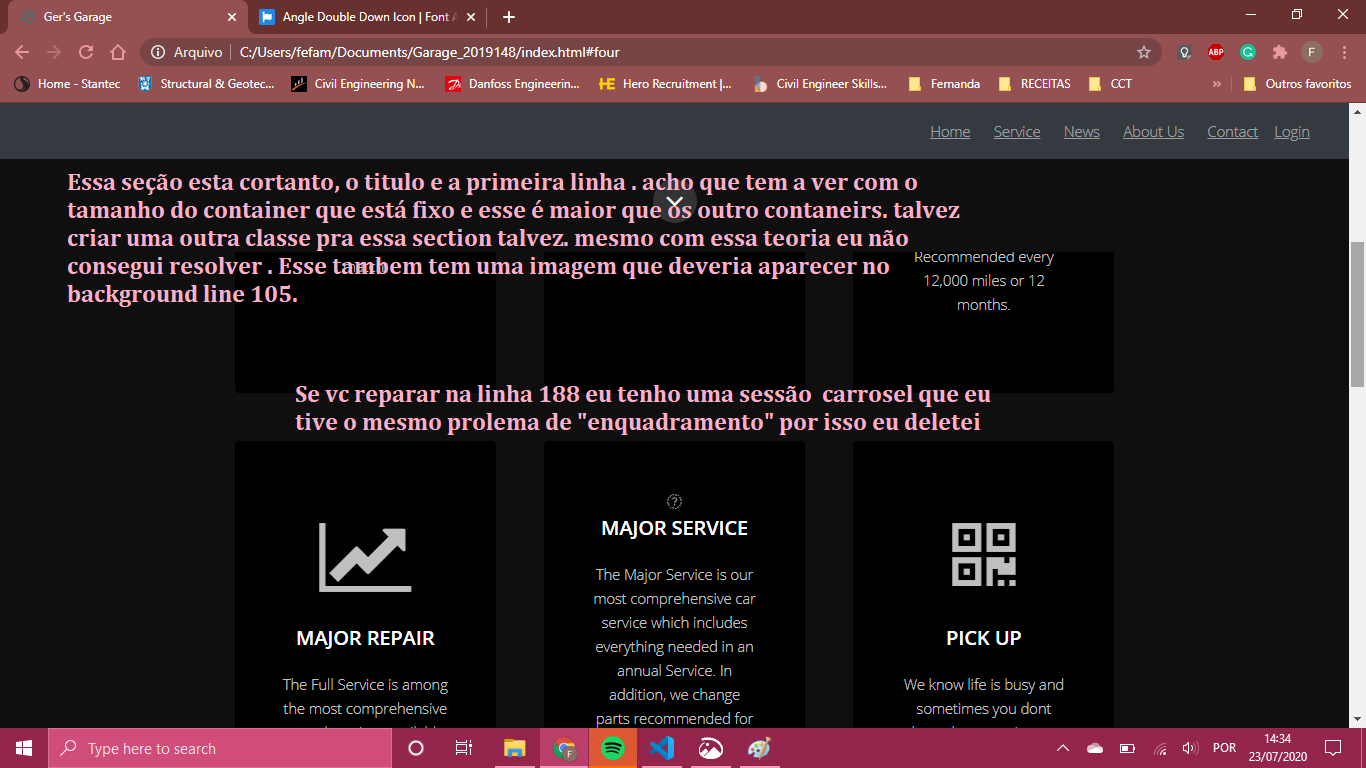 Ger's Garage
Angle Double Down Icon | Font A
Arquivo
C:/Users/fefam/Documents/Garage_2019148/index.html#four
ABP
G
F
Home - Stantec
Structural & Geotec...
Civil Engineering N...
Danfoss Engineerin...
Hero Recruitment |...
Civil Engineer Skills...
Fernanda
RECEITAS
CCT
»
Outros favoritos
Home
Service
News
About Us
Contact
Login
Essa seção esta cortanto, o titulo e a primeira linha . acho que tem a ver com o
tamanho do container que está fixo e esse é maior que os outro contaneirs. talvez
criar uma outra classe pra essa section talvez. mesmo com essa teoria eu não
consegui resolver . Esse tambem tem uma imagem que deveria aparecer no
background line 105.
Recommended every
12,000 miles or 12
months.
Se vc reparar na linha 188 eu tenho uma sessão carrosel que eu
tive o mesmo prolema de "enquadramento" por isso eu deletei
MAJOR REPAIR
The Full Service is among
the most comprehensive
MAJOR SERVICE
The Major Service is our
most comprehensive car
service which includes
everything needed in an
annual Service. In
addition, we change
parts recommended for
PICK UP
We know life is busy and
sometimes you dont
Type here to search
F
POR
14:34
23/07/2020